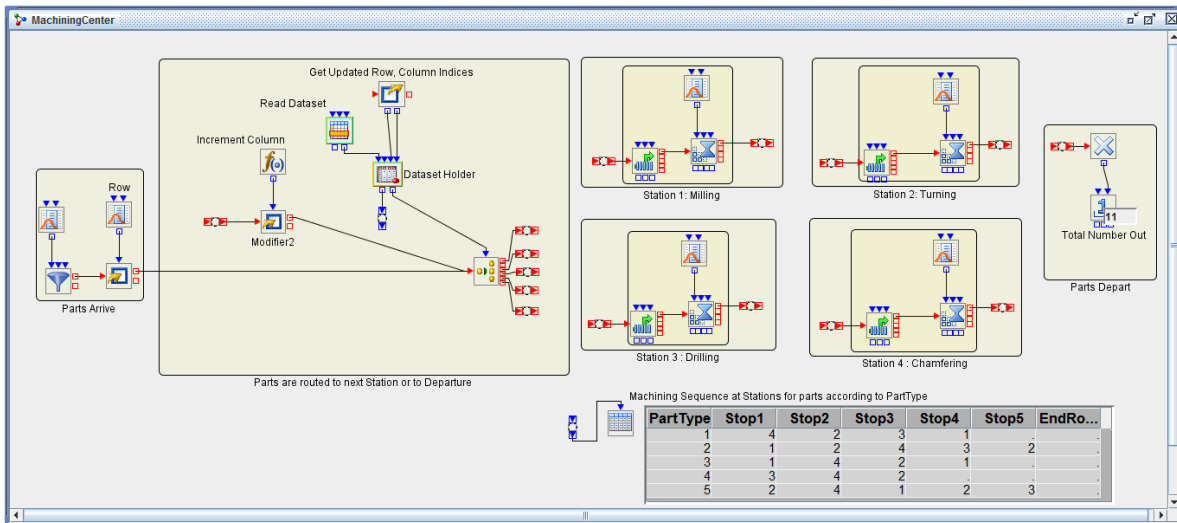 MachiningCenter
Get Updated Row, Column Indices
Read Dataset
Increment Column
Dataset Holder
Row
Modifier2
Parts Arrive
Parts are routed to next Station or to Departure
Station 1: Milling
Station 2: Turning
Station 3 : Drilling
Station 4 : Chamfering
11
Total Number Out
Parts Depart
Machining Sequence at Stations for parts according to PartType
PartType Stop1 Stop2 Stop3 Stop4 Stop5 EndRo...
1 4 2 3 1 . .
2 1 2 4 3 2 .
3 1 4 2 1 . .
4 3 4 2 . . .
5 2 4 1 2 3 .